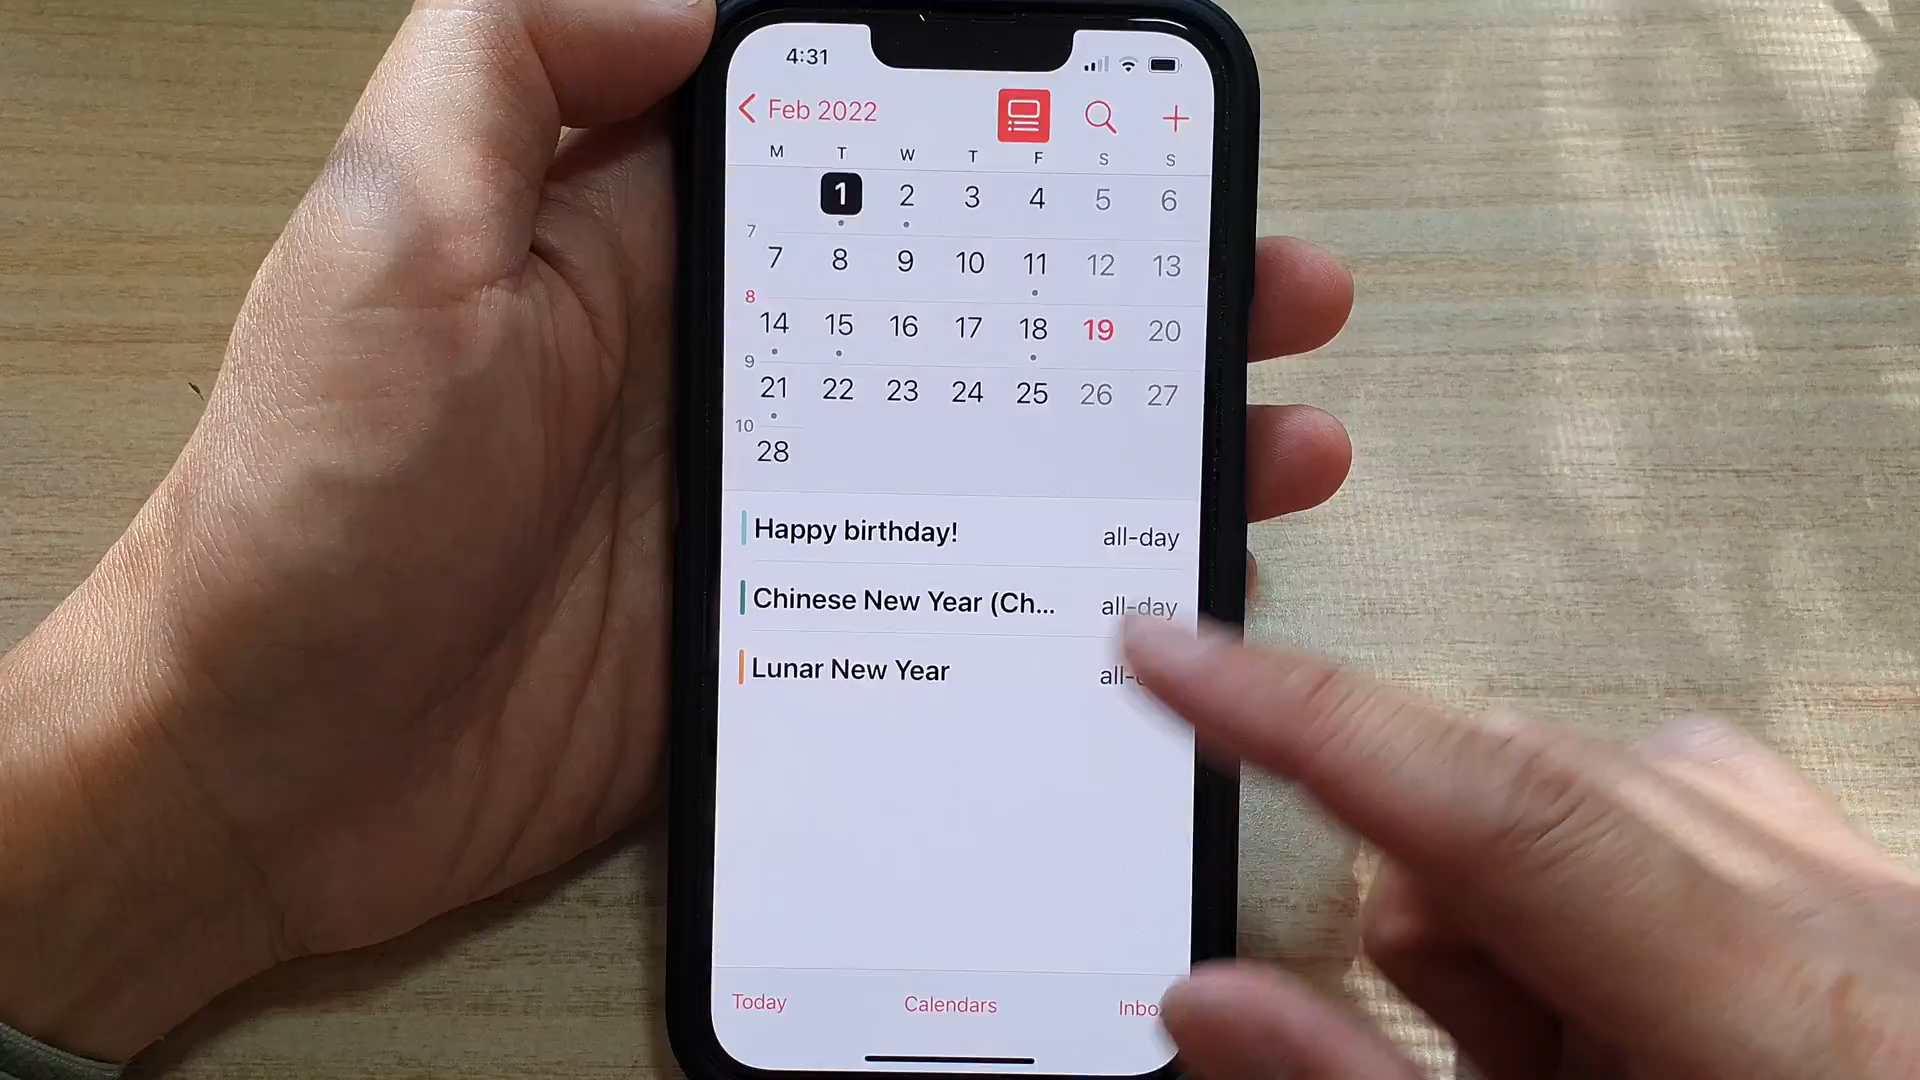 4:31
Feb 2022
M T W T F S S
1 2 3 4 5 6
7
7 8 9 10 11 12 13
8
14 15 16 17 18 19 20
9
21 22 23 24 25 26 27
10
28
Happy birthday! all-day
Chinese New Year (Ch... all-day
Lunar New Year
Today Calendars